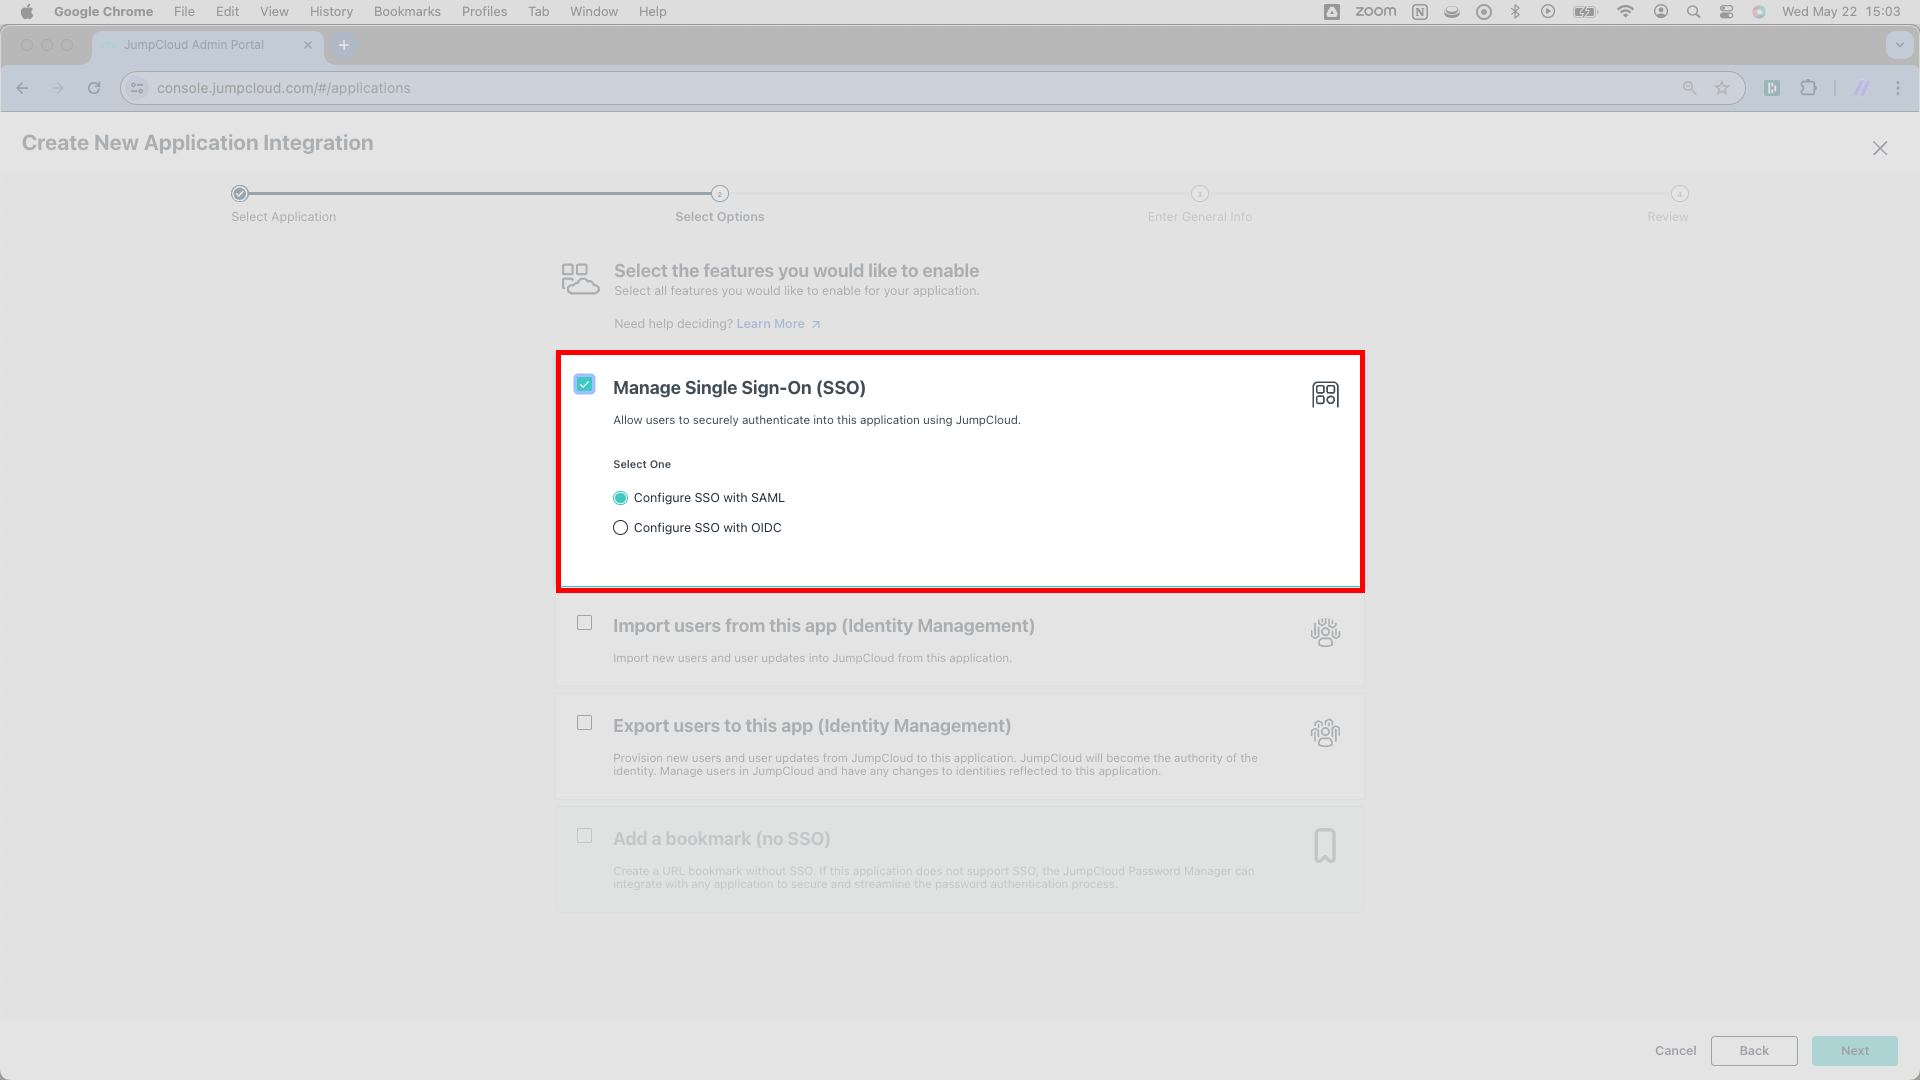 Google Chrome File Edit View History Bookmarks Profiles Tab Window Help zoom Wed May 22 15:03
JumpCloud Admin Portal
console.jumpcloud.com/#/applications
Create New Application Integration
2 3 4
Select Application Select Options Enter General Info Review
Select the features you would like to enable
Select all features you would like to enable for your application.
Need help deciding? Learn More
Manage Single Sign-On (SSO)
Allow users to securely authenticate into this application using JumpCloud.
Select One
Configure SSO with SAML
Configure SSO with OIDC
Import users from this app (Identity Management)
Import new users and user updates into JumpCloud from this application.
Export users to this app (Identity Management)
Provision new users and user updates from JumpCloud to this application. JumpCloud will become the authority of the
identity. Manage users in JumpCloud and have any changes to identities reflected to this application.
Add a bookmark (no SSO)
Create a URL bookmark without SSO. If this application does not support SSO, the JumpCloud Password Manager can
integrate with any application to secure and streamline the password authentication process.
Cancel Back Next